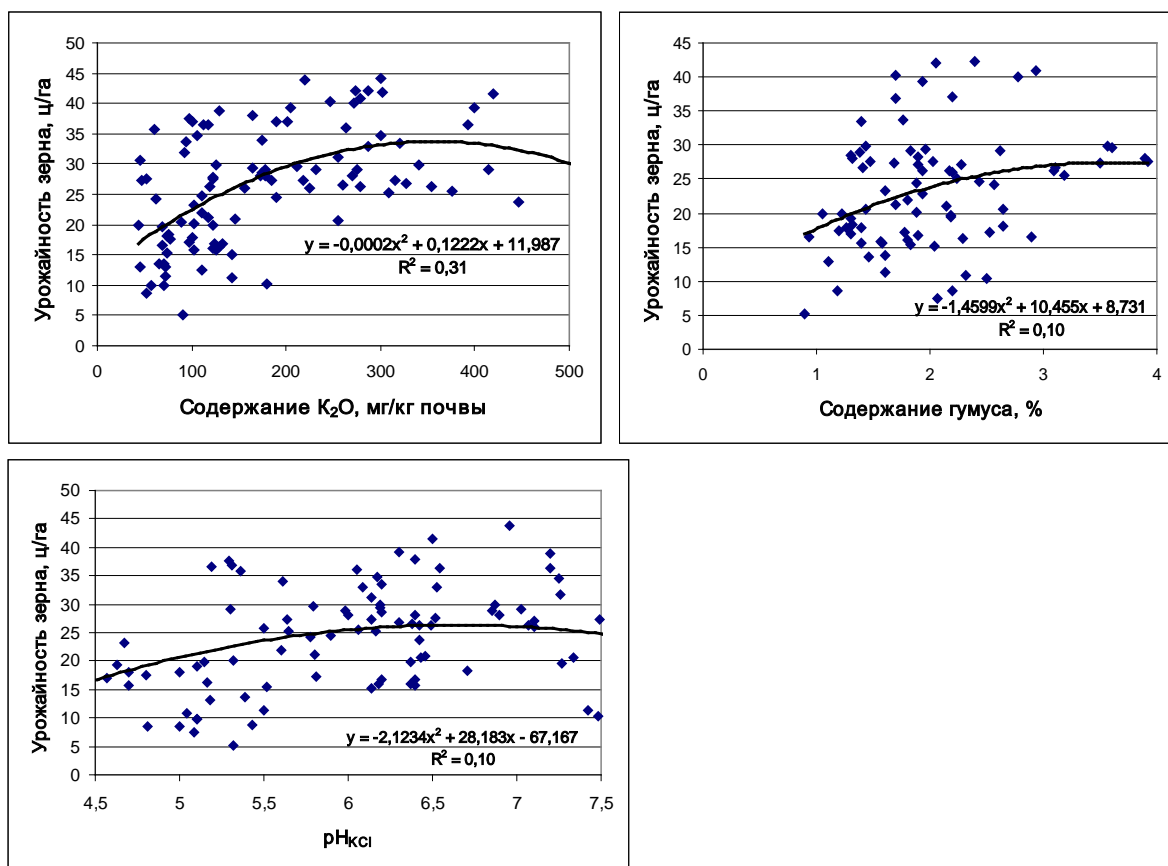 Урожайность зерна, ц/га
50
45
40
35
30
25
20
15
10
5
0
y = -0,0002x² + 0,1222x + 11,987
R² = 0,31
0 100 200 300 400 500
Содержание K₂O, мг/кг почвы
Урожайность зерна, ц/га
45
40
35
30
25
20
15
10
5
0
y = -1,4599x² + 10,455x + 8,731
R² = 0,10
0 1 2 3 4
Содержание гумуса, %
Урожайность зерна, ц/га
50
45
40
35
30
25
20
15
10
5
0
y = -2,1234x² + 28,183x - 67,167
R² = 0,10
4,5 5 5,5 6 6,5 7 7,5
pHKCl